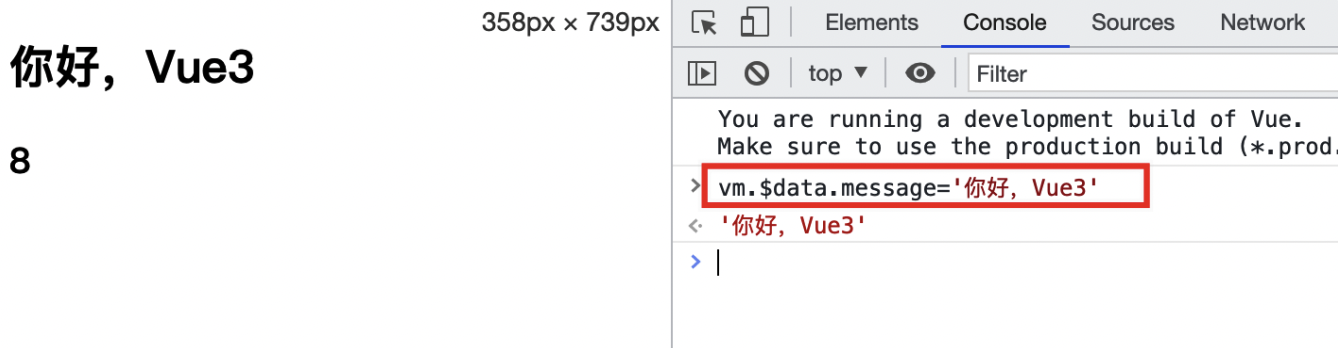 358px × 739px
你好，Vue3
8
Elements Console Sources Network
top ▼ Filter
You are running a development build of Vue.
Make sure to use the production build (*.prod.
> vm.$data.message='你好，Vue3'
'你好，Vue3'
>